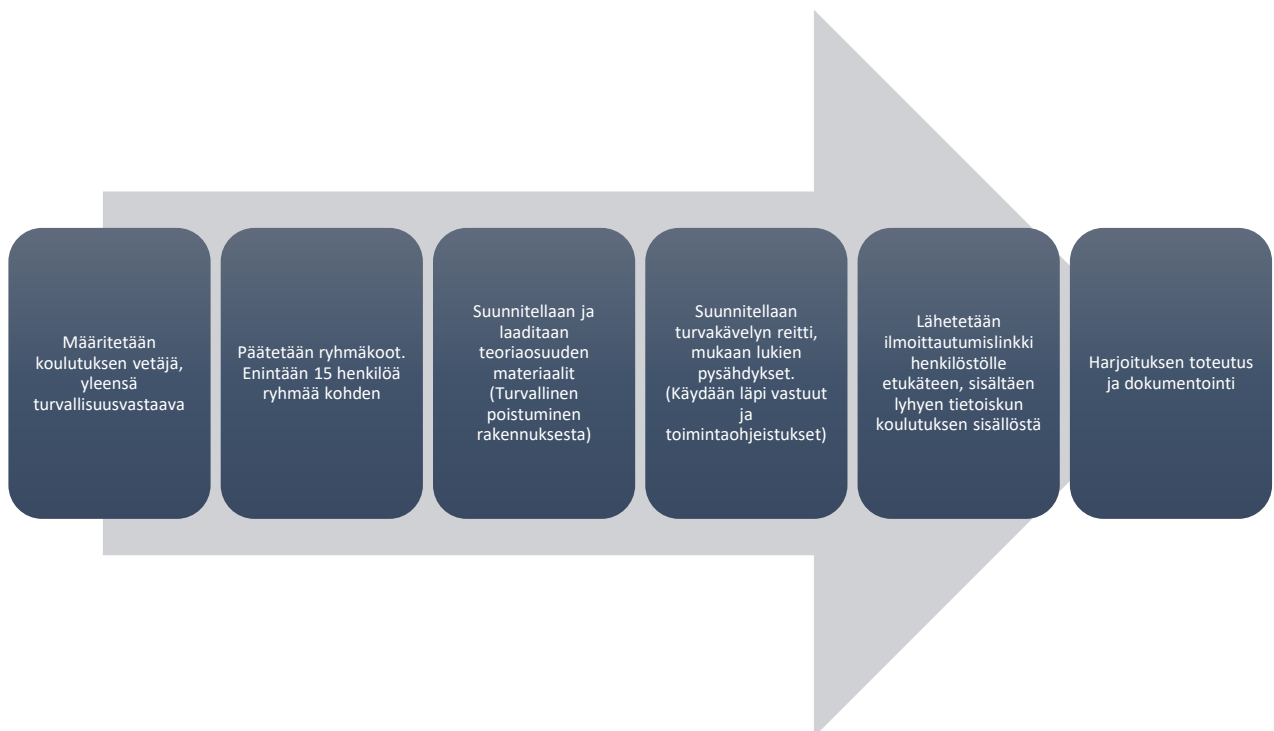 Määritetään
koulutuksen vetäjä,
yleensä
turvallisuusvastaava
Päätetään ryhmäkoot.
Enintään 15 henkilöä
ryhmää kohden
Suunnitellaan ja
laaditaan
teoriaosuuden
materiaalit
(Turvallinen
poistuminen
rakennuksesta)
Suunnitellaan
turvakävelyn reitti,
mukaan lukien
pysähdykset.
(Käydään läpi vastuut
ja
toimintaohjeistukset)
Lähetetään
ilmoittautumislinkki
henkilöstölle
etukäteen, sisältäen
lyhyen tietoiskun
koulutuksen sisällöstä
Harjoituksen toteutus
ja dokumentointi